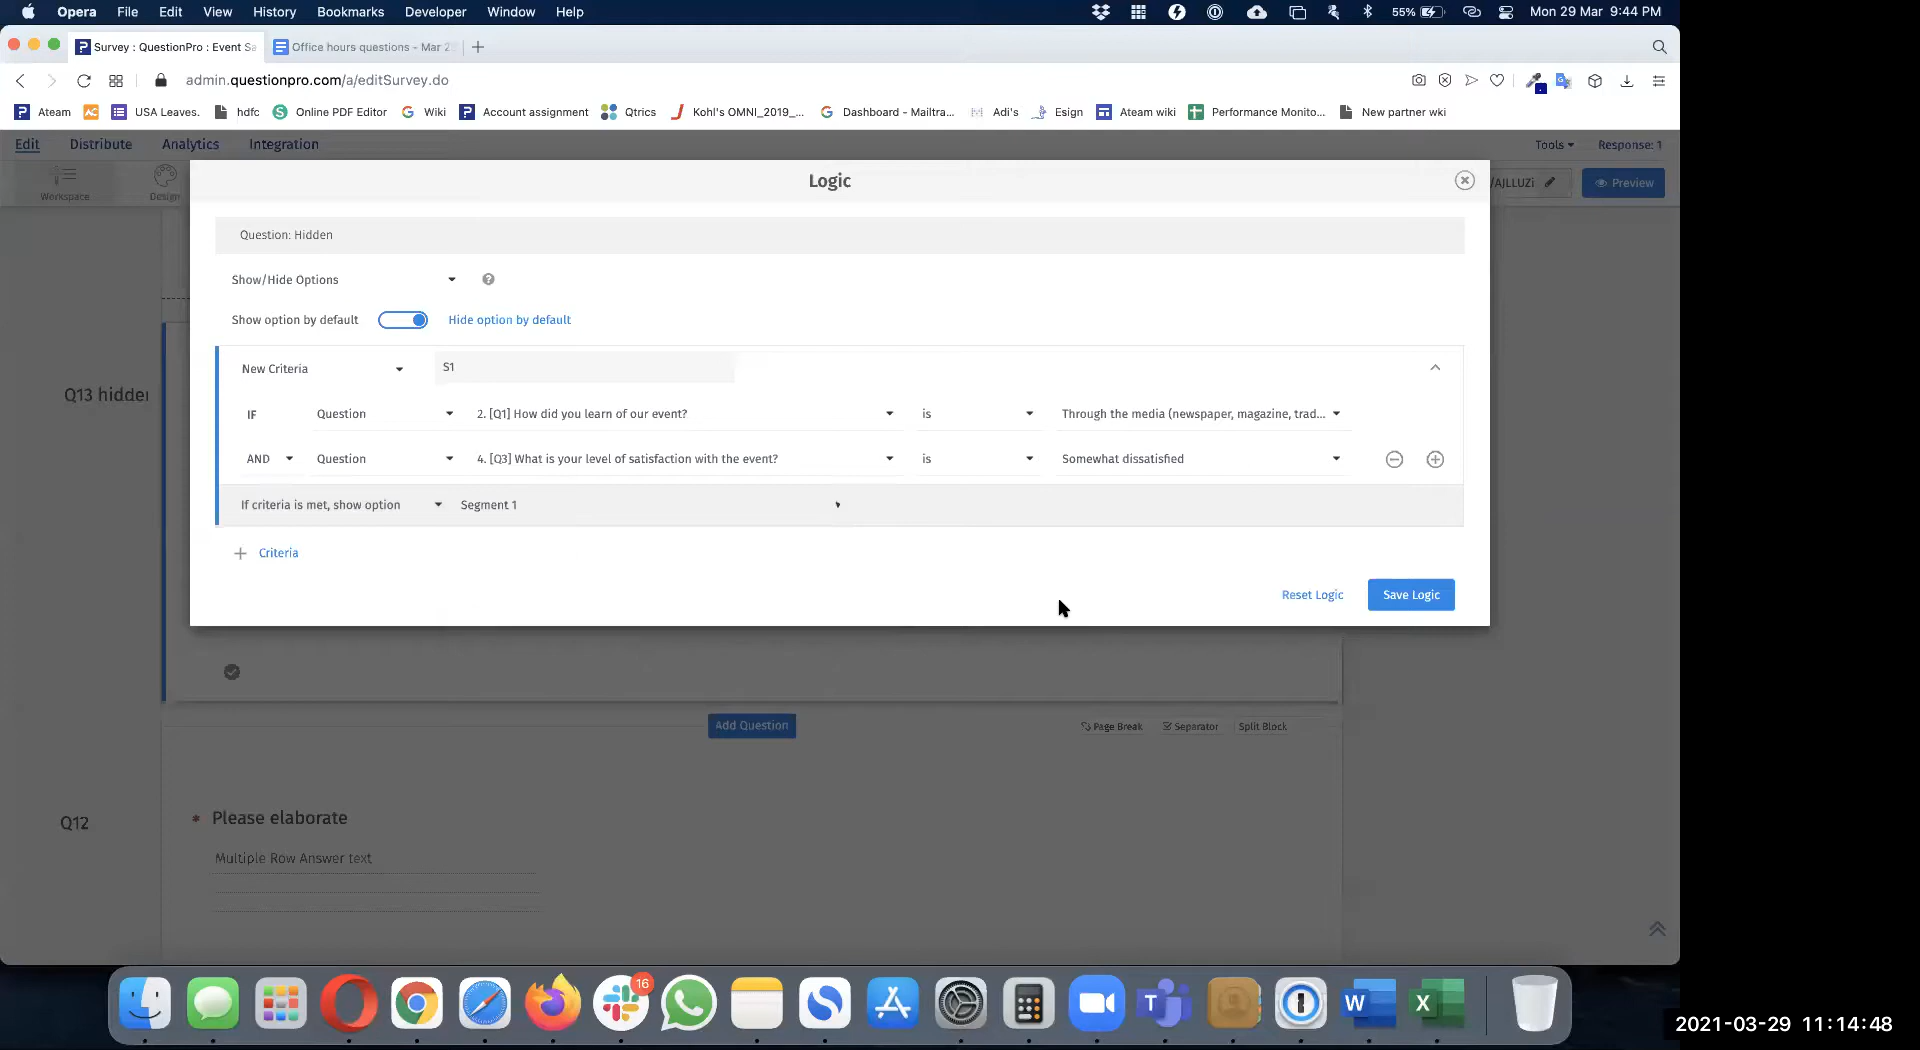 Opera File Edit View History Bookmarks Developer Window Help 55% Mon 29 Mar 9:44 PM
Survey : QuestionPro : Event Sa Office hours questions - Mar 2
admin.questionpro.com/a/editSurvey.do
Ateam USA Leaves. hdfc Online PDF Editor Wiki Account assignment Qtrics Kohl's OMNI_2019_... Dashboard - Mailtra... Adi's Esign Ateam wiki Performance Monito... New partner wki
Edit Distribute Analytics Integration Tools Response: 1
Workspace Design /AJLLUZi Preview
Logic
Question: Hidden
Show/Hide Options
Show option by default Hide option by default
New Criteria S1
IF Question 2. [Q1] How did you learn of our event? is Through the media (newspaper, magazine, trad...
AND Question 4. [Q3] What is your level of satisfaction with the event? is Somewhat dissatisfied
If criteria is met, show option Segment 1
+ Criteria
Reset Logic Save Logic
Q13 hidde
Add Question Page Break Separator Split Block
Q12 * Please elaborate
Multiple Row Answer text
16
2021-03-29 11:14:48